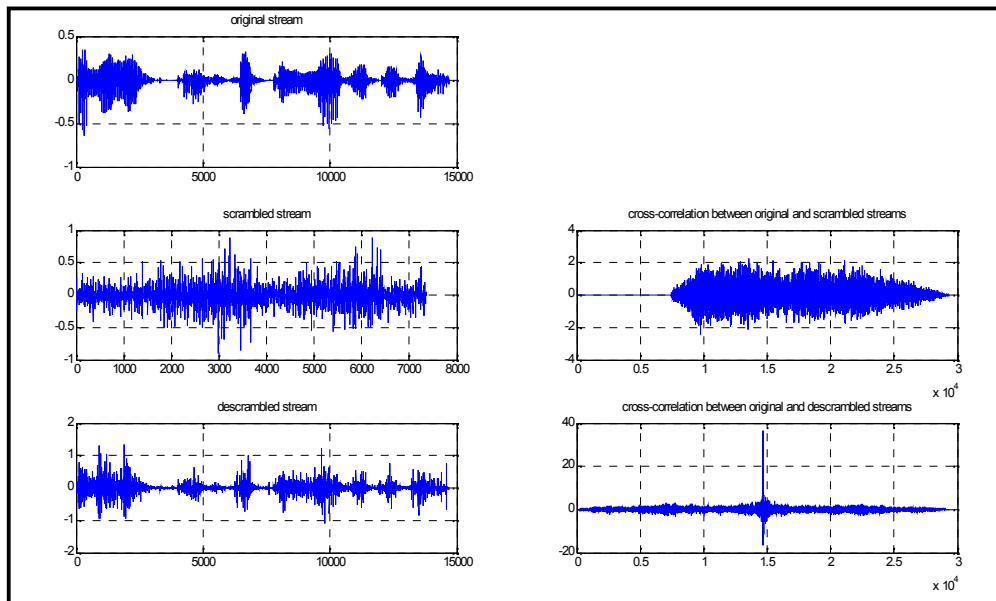 original stream
0.5
0
-0.5
-1
0 5000 10000 15000
scrambled stream
1
0.5
0
-0.5
-1
0 1000 2000 3000 4000 5000 6000 7000 8000
cross-correlation between original and scrambled streams
4
2
0
-2
-4
0 0.5 1 1.5 2 2.5 3
x 10^4
descrambled stream
2
1
0
-1
-2
0 5000 10000 15000
cross-correlation between original and descrambled streams
40
20
0
-20
0 0.5 1 1.5 2 2.5 3
x 10^4